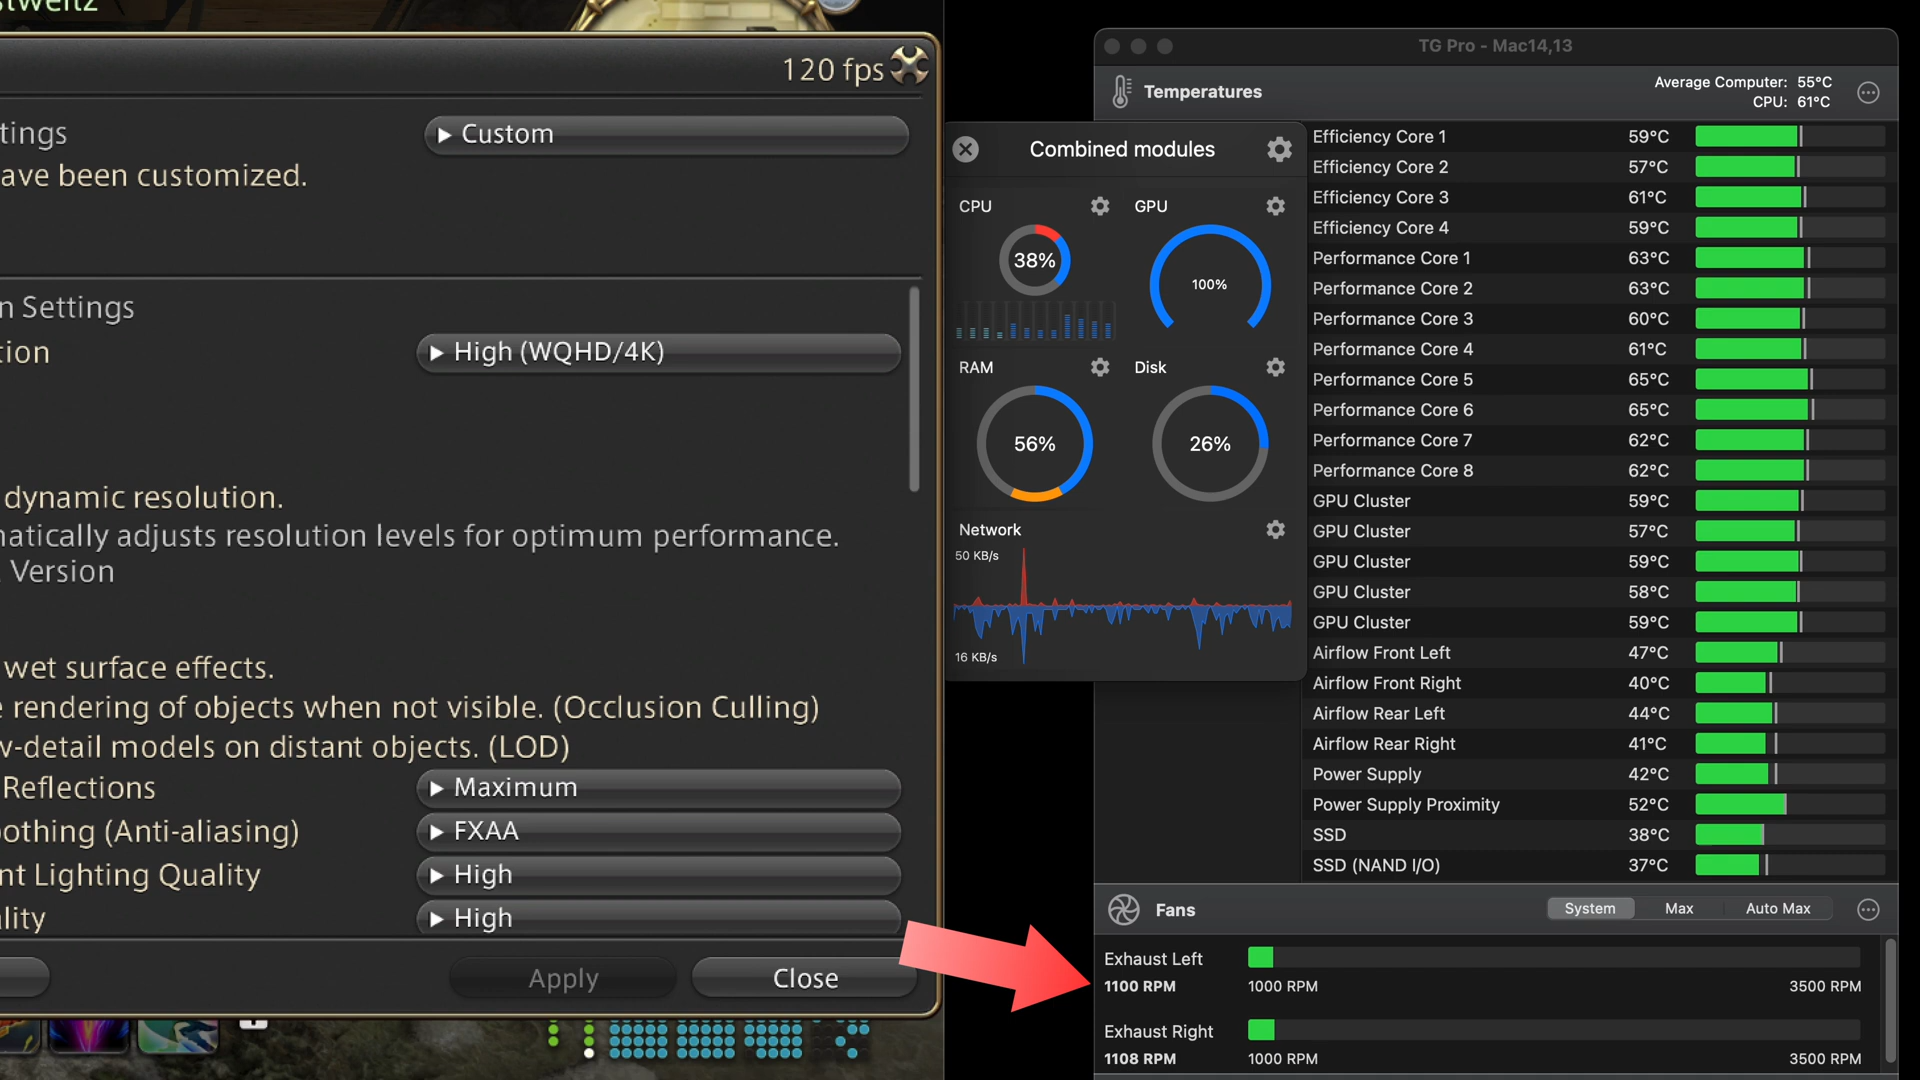 120 fps
tings
Custom
ave been customized.
n Settings
tion
High (WQHD/4K)
dynamic resolution.
matically adjusts resolution levels for optimum performance.
Version
wet surface effects.
e rendering of objects when not visible. (Occlusion Culling)
w-detail models on distant objects. (LOD)
Reflections
Maximum
oothing (Anti-aliasing)
FXAA
nt Lighting Quality
High
ality
High
Apply
Close
Combined modules
CPU
GPU
38%
100%
RAM
Disk
56%
26%
Network
50 KB/s
16 KB/s
TG Pro - Mac14,13
Temperatures
Average Computer: 55°C
CPU: 61°C
Efficiency Core 1 59°C
Efficiency Core 2 57°C
Efficiency Core 3 61°C
Efficiency Core 4 59°C
Performance Core 1 63°C
Performance Core 2 63°C
Performance Core 3 60°C
Performance Core 4 61°C
Performance Core 5 65°C
Performance Core 6 65°C
Performance Core 7 62°C
Performance Core 8 62°C
GPU Cluster 59°C
GPU Cluster 57°C
GPU Cluster 59°C
GPU Cluster 58°C
GPU Cluster 59°C
Airflow Front Left 47°C
Airflow Front Right 40°C
Airflow Rear Left 44°C
Airflow Rear Right 41°C
Power Supply 42°C
Power Supply Proximity 52°C
SSD 38°C
SSD (NAND I/O) 37°C
Fans
System Max Auto Max
Exhaust Left
1100 RPM 1000 RPM 3500 RPM
Exhaust Right
1108 RPM 1000 RPM 3500 RPM